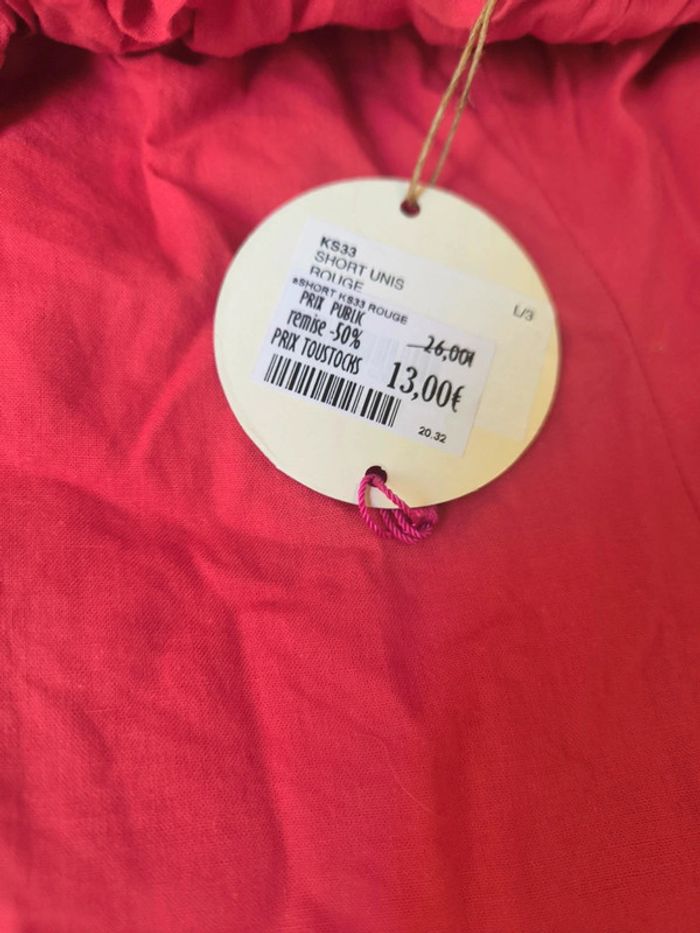 KS33
SHORT UNIS
ROUGE
L/3
*SHORT KS33 ROUGE
PRIX PUBLIC
26,00€
remise -50%
PRIX TOUSTOCKS
13,00€
20.32